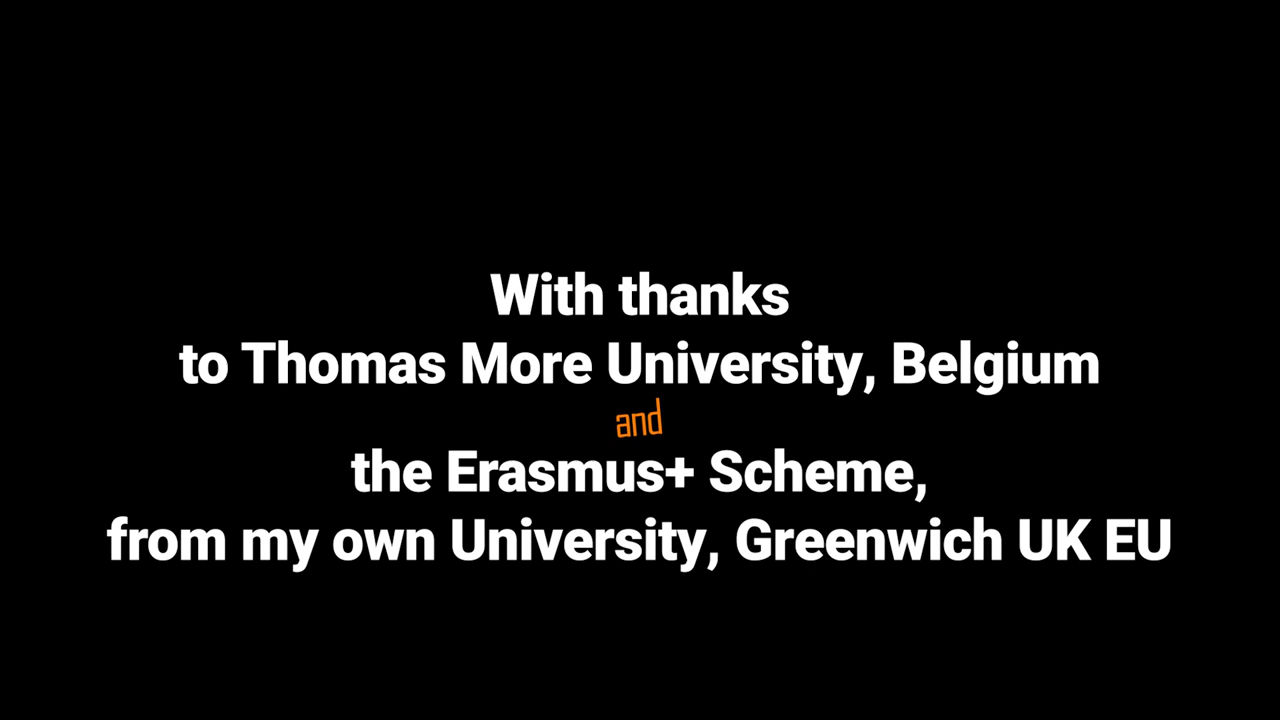 With thanks
to Thomas More University, Belgium
and
the Erasmus+ Scheme,
from my own University, Greenwich UK EU